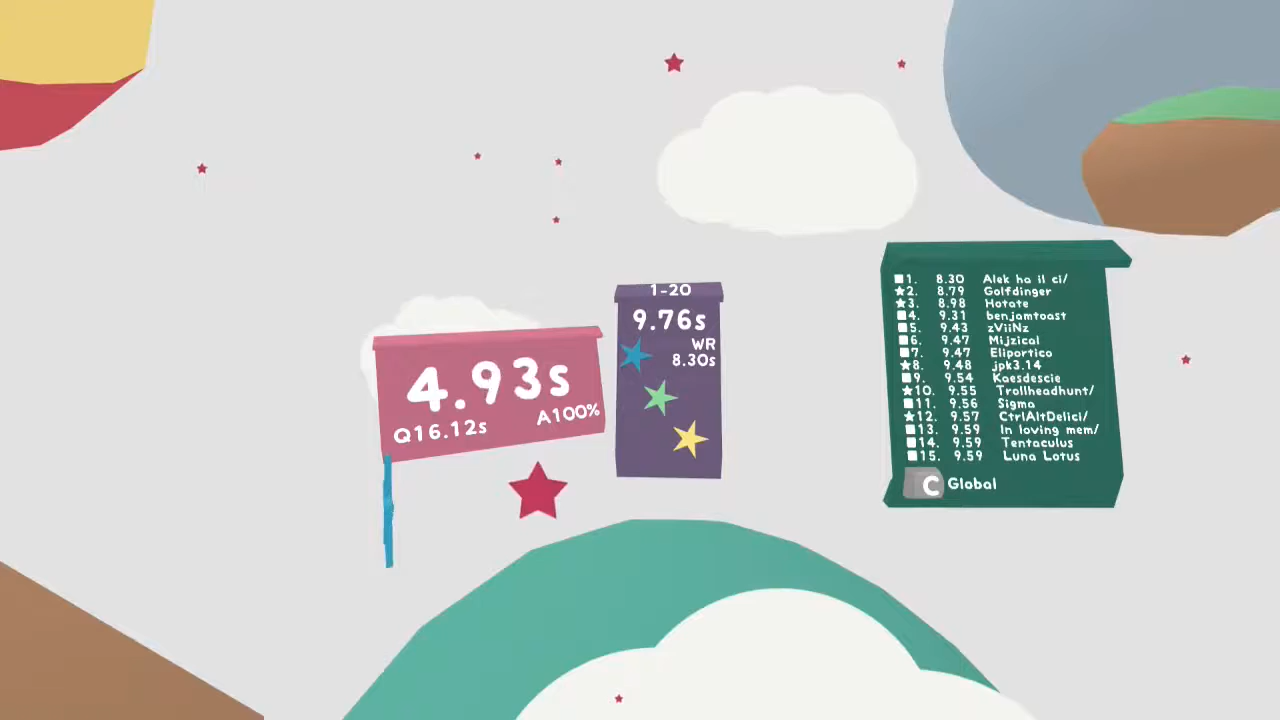 4.93s
Q16.12s
A100%
1-20
9.76s
WR
8.30s
1. 8.30 Alek ha il ci/
2. 8.79 Golfdinger
3. 8.98 Hotate
4. 9.31 benjamtoast
5. 9.43 zViiNz
6. 9.47 Mijzical
7. 9.47 Eliportico
8. 9.48 jpk3.14
9. 9.54 Kaesdescie
10. 9.55 Trollheadhunt/
11. 9.56 Sigma
12. 9.57 CtrlAltDelici/
13. 9.59 In loving mem/
14. 9.59 Tentaculus
15. 9.59 Luna Lotus
C Global